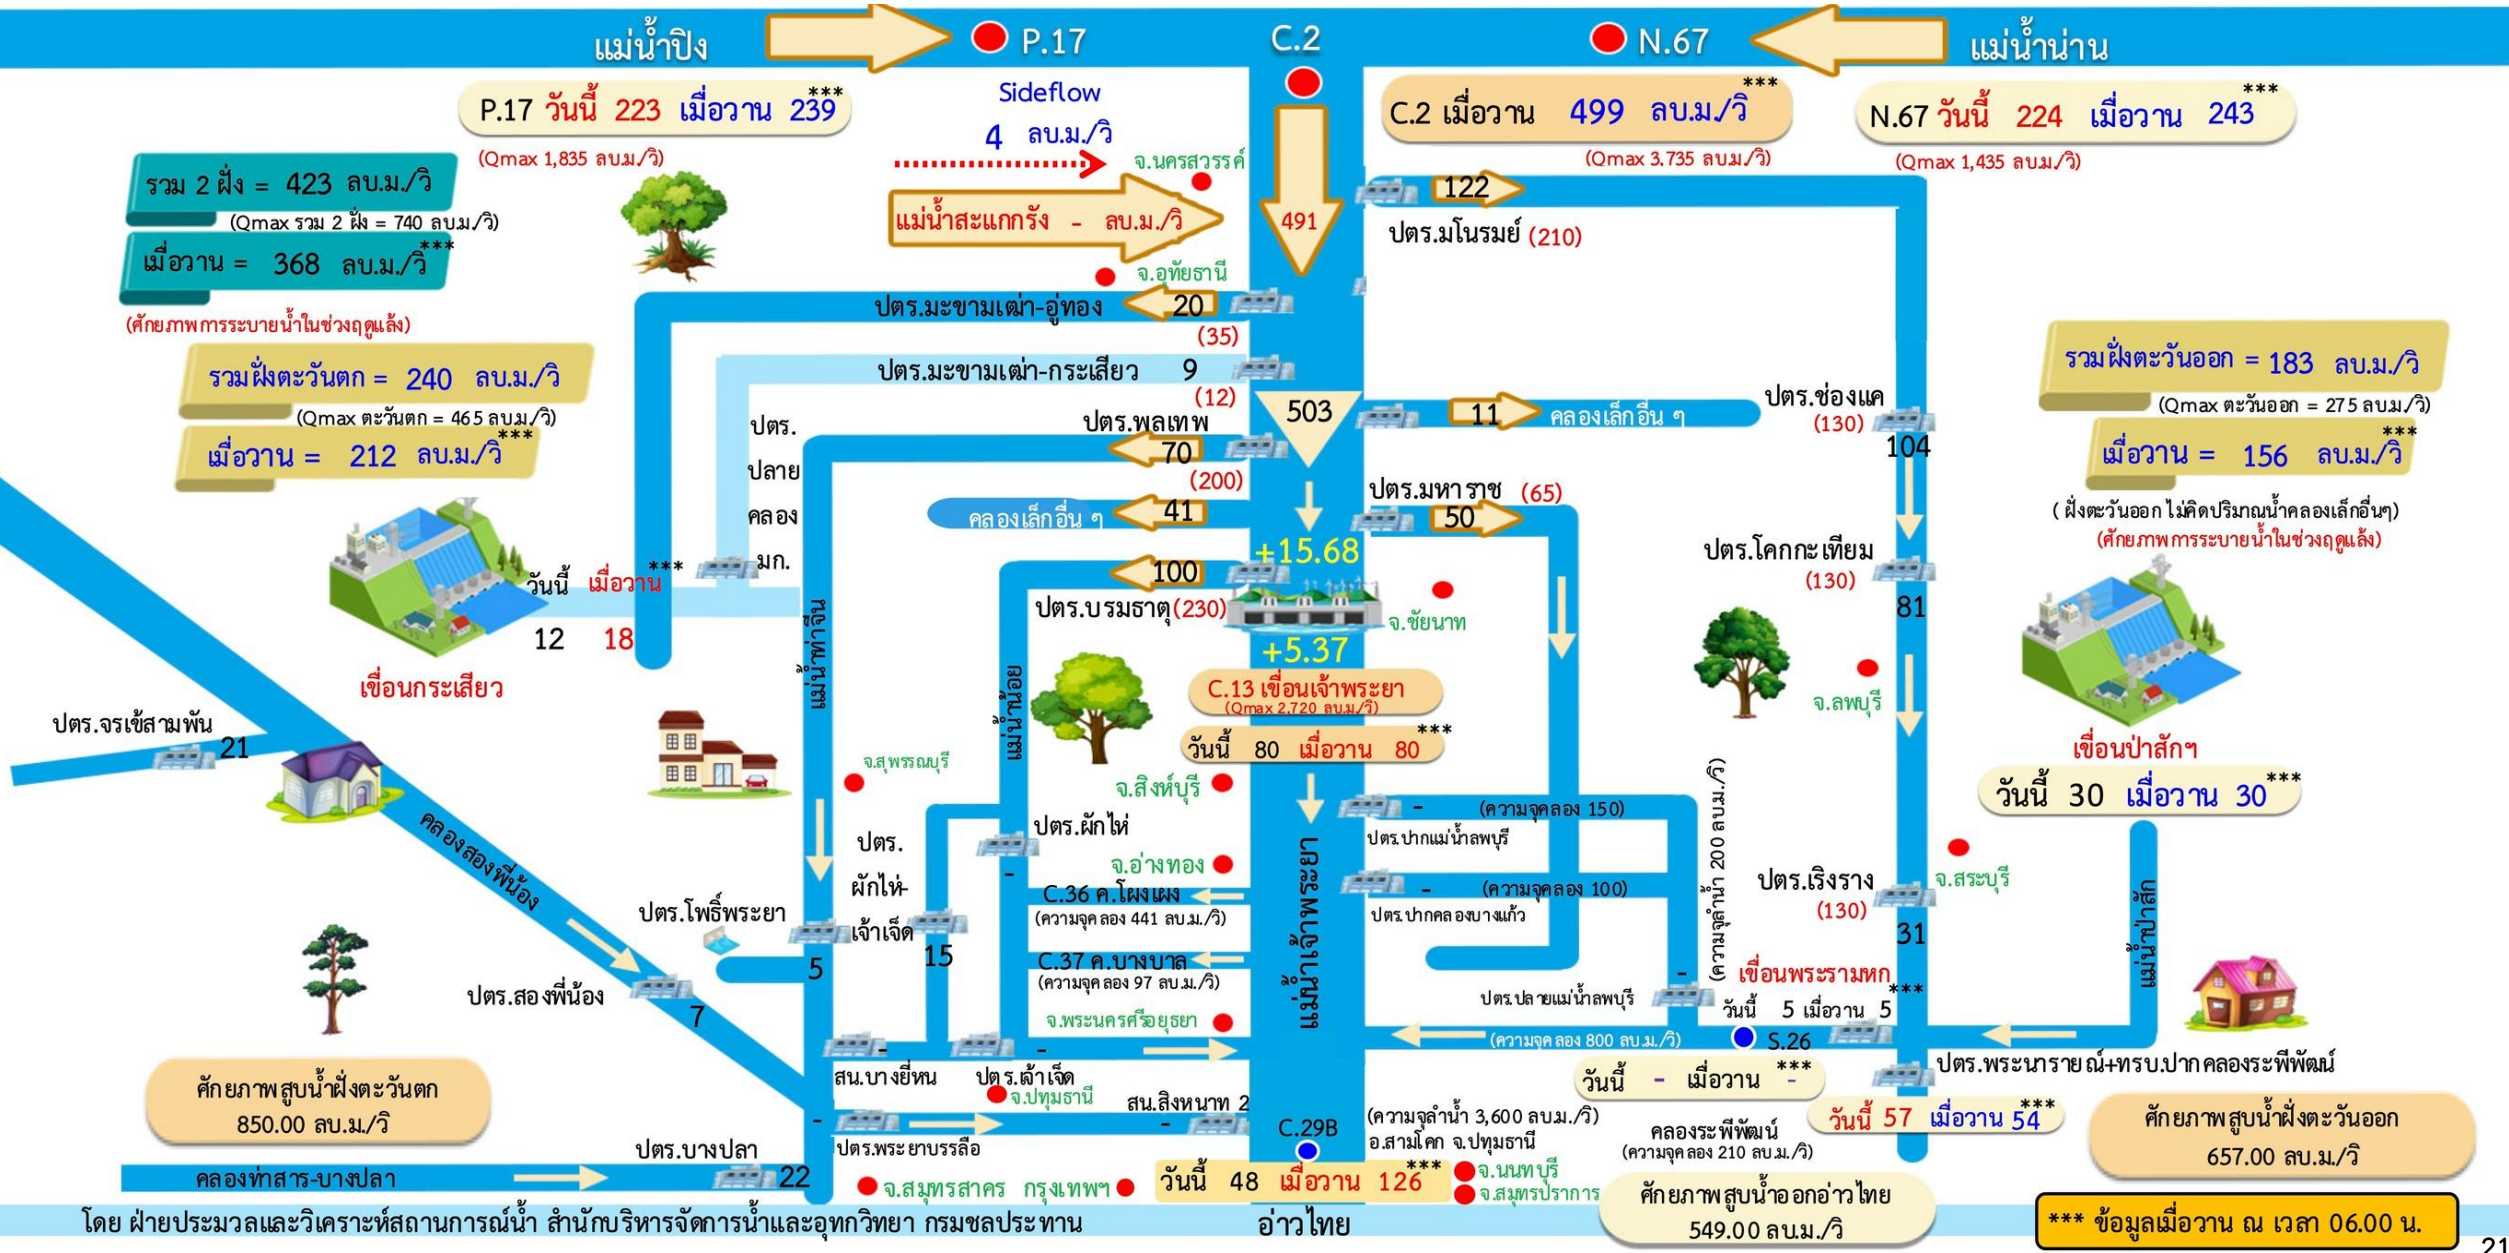 แม่น้ำปิง
P.17
C.2
N.67
แม่น้ำน่าน
P.17 วันนี้ 223 เมื่อวาน 239 ***
(Qmax 1,835 ลบ.ม./วิ)
Sideflow
4 ลบ.ม./วิ
C.2 เมื่อวาน 499 ลบ.ม./วิ ***
(Qmax 3,735 ลบ.ม./วิ)
N.67 วันนี้ 224 เมื่อวาน 243 ***
(Qmax 1,435 ลบ.ม./วิ)
รวม 2 ฝั่ง = 423 ลบ.ม./วิ
(Qmax รวม 2 ฝั่ง = 740 ลบ.ม./วิ)
เมื่อวาน = 368 ลบ.ม./วิ ***
(ศักยภาพการระบายน้ำในช่วงฤดูแล้ง)
รวมฝั่งตะวันตก = 240 ลบ.ม./วิ
(Qmax ตะวันตก = 465 ลบ.ม./วิ)
เมื่อวาน = 212 ลบ.ม./วิ ***
จ.นครสวรรค์
แม่น้ำสะแกกรัง - ลบ.ม./วิ
491
122
ปตร.มโนรมย์ (210)
จ.อุทัยธานี
ปตร.มะขามเฒ่า-อู่ทอง 20
(35)
ปตร.มะขามเฒ่า-กระเสียว 9
(12)
503
11 คลองเล็กอื่น ๆ
ปตร.ช่องแค
(130)
104
รวมฝั่งตะวันออก = 183 ลบ.ม./วิ
(Qmax ตะวันออก = 275 ลบ.ม./วิ)
เมื่อวาน = 156 ลบ.ม./วิ ***
( ฝั่งตะวันออก ไม่คิดปริมาณน้ำคลองเล็กอื่นๆ)
(ศักยภาพการระบายน้ำในช่วงฤดูแล้ง)
ปตร.พลเทพ
70
(200)
ปตร.
ปลาย
คลอง
มก.
คลองเล็กอื่น ๆ 41
ปตร.มหาราช (65)
50
+15.68
100
ปตร.บรมธาตุ (230)
จ.ชัยนาท
+5.37
ปตร.โคกกะเทียม
(130)
81
วันนี้ เมื่อวาน ***
12 18
เขื่อนกระเสียว
แม่น้ำท่าจีน
แม่น้ำน้อย
C.13 เขื่อนเจ้าพระยา
(Qmax 2,720 ลบ.ม./วิ)
วันนี้ 80 เมื่อวาน 80 ***
จ.ลพบุรี
เขื่อนป่าสักฯ
วันนี้ 30 เมื่อวาน 30 ***
ปตร.จรเข้สามพัน
21
จ.สุพรรณบุรี
จ.สิงห์บุรี
ปตร.ผักไห่
-
จ.อ่างทอง
- (ความจุคลอง 150)
ปตร.ปากแม่น้ำลพบุรี
- (ความจุคลอง 100)
ปตร.ปากคลองบางแก้ว
(ความจุลำน้ำ 200 ลบ.ม./วิ)
คลองสองพี่น้อง
ปตร.โพธิ์พระยา
5
ปตร.
ผักไห่-
เจ้าเจ็ด
15
C.36 ค.โผงเผง
(ความจุคลอง 441 ลบ.ม./วิ)
C.37 ค.บางบาล
(ความจุคลอง 97 ลบ.ม./วิ)
แม่น้ำเจ้าพระยา
จ.พระนครศรีอยุธยา
ปตร.เริงราง
(130)
31
จ.สระบุรี
แม่น้ำป่าสัก
ปตร.สองพี่น้อง
7
-
ปตร.ปลายแม่น้ำลพบุรี
เขื่อนพระรามหก
วันนี้ 5 เมื่อวาน 5 ***
(ความจุคลอง 800 ลบ.ม./วิ)
S.26
วันนี้ - เมื่อวาน - ***
ปตร.พระนารายณ์+ทรบ.ปากคลองระพีพัฒน์
วันนี้ 57 เมื่อวาน 54 ***
คลองระพีพัฒน์
(ความจุคลอง 210 ลบ.ม./วิ)
-
สน.บางยี่หน
-
ปตร.เจ้าเจ็ด
จ.ปทุมธานี
สน.สิงหนาท 2
-
-
ปตร.พระยาบรรลือ
C.29B
(ความจุลำน้ำ 3,600 ลบ.ม./วิ)
อ.สามโคก จ.ปทุมธานี
วันนี้ 48 เมื่อวาน 126 ***
ศักยภาพสูบน้ำฝั่งตะวันตก
850.00 ลบ.ม./วิ
ปตร.บางปลา
คลองท่าสาร-บางปลา
22
จ.สมุทรสาคร
กรุงเทพฯ
จ.นนทบุรี
จ.สมุทรปราการ
ศักยภาพสูบน้ำฝั่งตะวันออก
657.00 ลบ.ม./วิ
ศักยภาพสูบน้ำออกอ่าวไทย
549.00 ลบ.ม./วิ
โดย ฝ่ายประมวลและวิเคราะห์สถานการณ์น้ำ สำนักบริหารจัดการน้ำและอุทกวิทยา กรมชลประทาน
อ่าวไทย
*** ข้อมูลเมื่อวาน ณ เวลา 06.00 น.
21